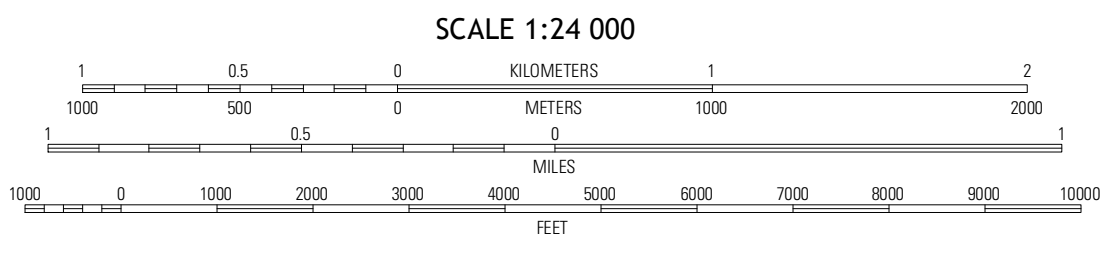 SCALE 1:24 000
1 0.5 0 KILOMETERS 1 2
1000 500 0 METERS 1000 2000
1 0.5 0 1
MILES
1000 0 1000 2000 3000 4000 5000 6000 7000 8000 9000 10000
FEET